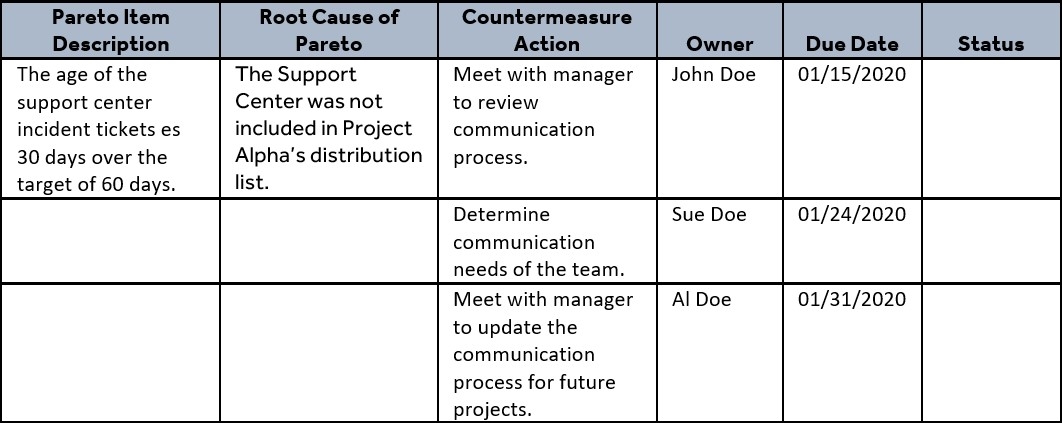 Pareto Item
Description
Root Cause of
Pareto
Countermeasure
Action
Owner
Due Date
Status
The age of the
support center
incident tickets es
30 days over the
target of 60 days.
The Support
Center was not
included in Project
Alpha's distribution
list.
Meet with manager
to review
communication
process.
John Doe
01/15/2020
Determine
communication
needs of the team.
Sue Doe
01/24/2020
Meet with manager
to update the
communication
process for future
projects.
Al Doe
01/31/2020